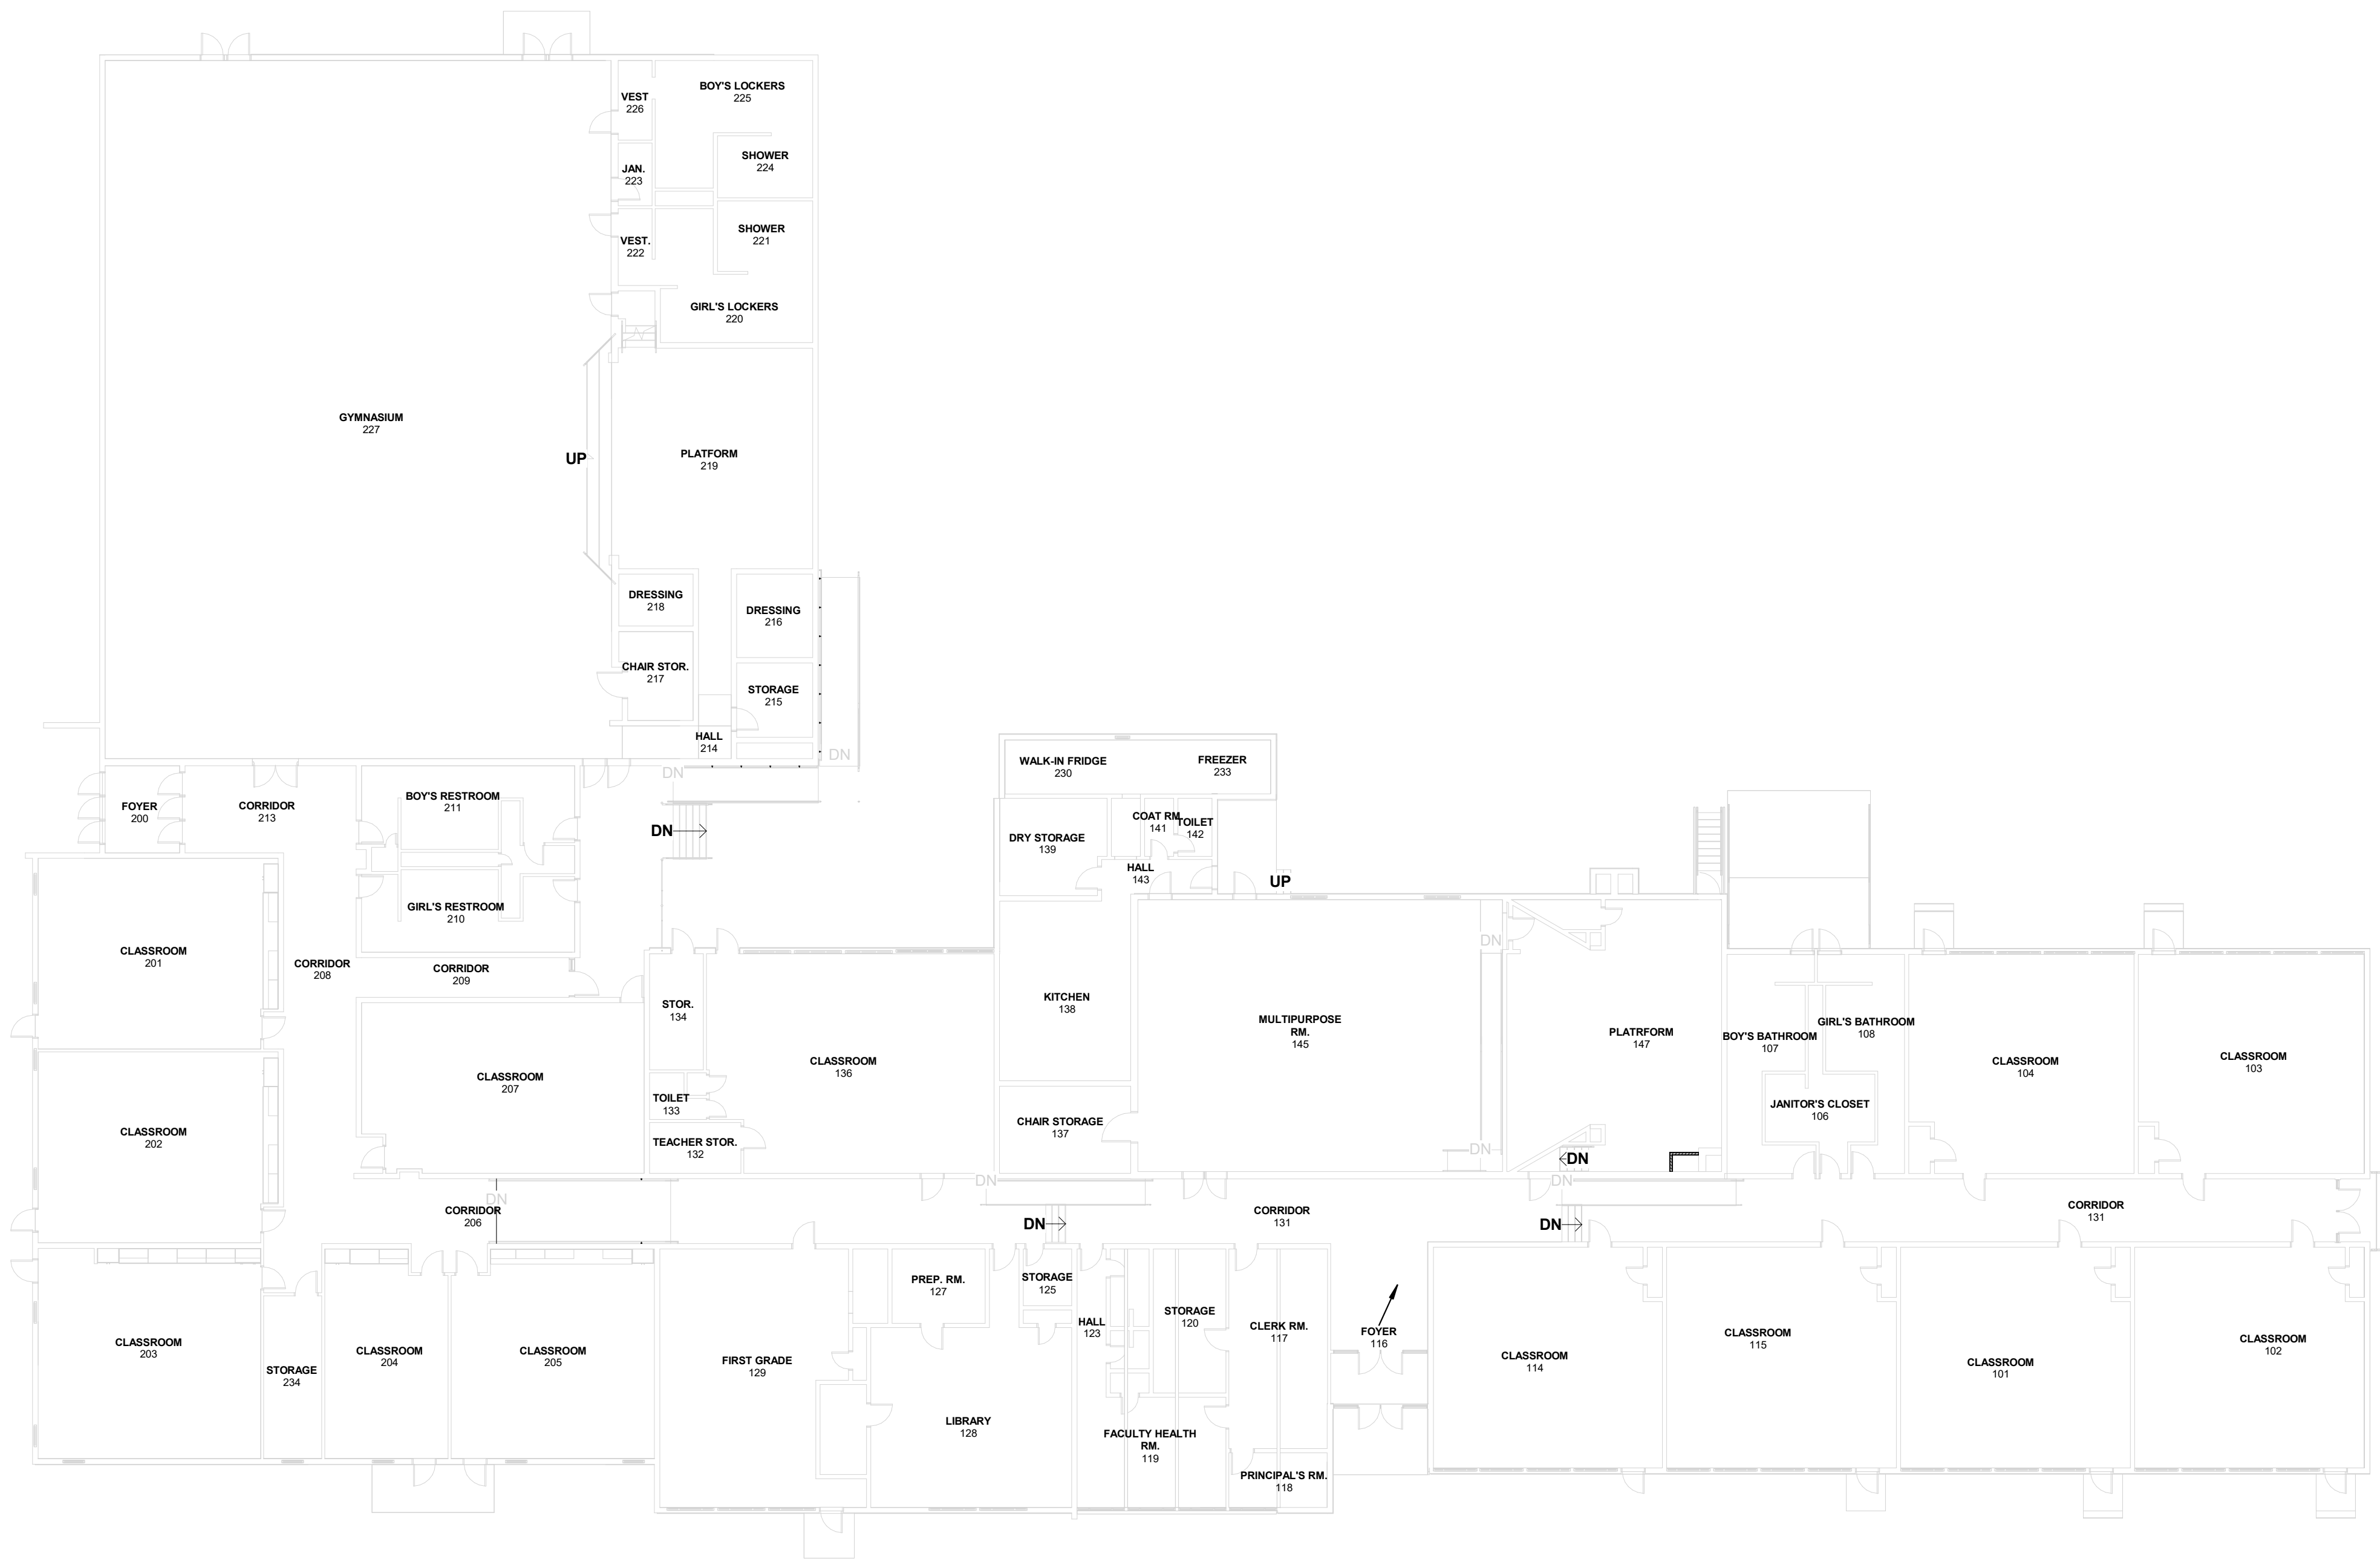 VEST
226
BOY'S LOCKERS
225
JAN.
223
SHOWER
224
VEST.
222
SHOWER
221
GIRL'S LOCKERS
220
GYMNASIUM
227
UP
PLATFORM
219
DRESSING
218
DRESSING
216
CHAIR STOR.
217
STORAGE
215
HALL
214
DN
DN
FOYER
200
CORRIDOR
213
BOY'S RESTROOM
211
DN
WALK-IN FRIDGE
230
FREEZER
233
DRY STORAGE
139
COAT RM.
141
TOILET
142
HALL
143
UP
GIRL'S RESTROOM
210
CLASSROOM
201
CORRIDOR
208
CORRIDOR
209
STOR.
134
KITCHEN
138
MULTIPURPOSE
RM.
145
DN
PLATRFORM
147
BOY'S BATHROOM
107
GIRL'S BATHROOM
108
CLASSROOM
104
CLASSROOM
103
CLASSROOM
207
CLASSROOM
136
TOILET
133
CHAIR STORAGE
137
JANITOR'S CLOSET
106
CLASSROOM
202
TEACHER STOR.
132
DN
DN
DN
DN
DN
CORRIDOR
206
DN
CORRIDOR
131
DN
CORRIDOR
131
CLASSROOM
203
STORAGE
234
CLASSROOM
204
CLASSROOM
205
FIRST GRADE
129
PREP. RM.
127
STORAGE
125
LIBRARY
128
HALL
123
STORAGE
120
CLERK RM.
117
FACULTY HEALTH
RM.
119
PRINCIPAL'S RM.
118
FOYER
116
CLASSROOM
114
CLASSROOM
115
CLASSROOM
101
CLASSROOM
102